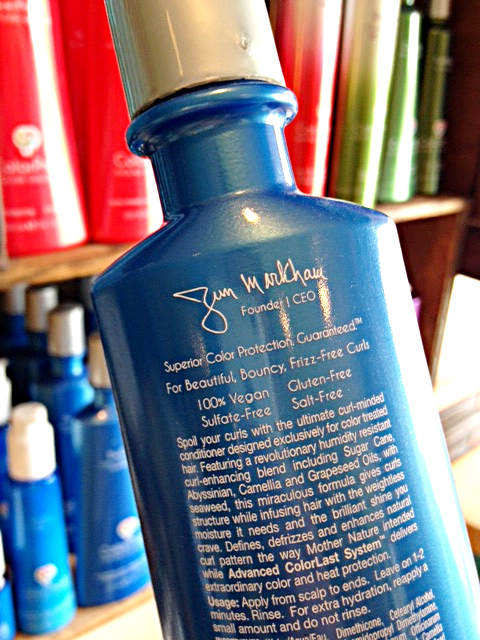 Jim Markham
Founder | CEO
Superior Color Protection, Guaranteed™
For Beautiful, Bouncy, Frizz-Free Curls
100% Vegan Gluten-Free
Sulfate-Free Salt-Free
Spoil your curls with the ultimate curl-minded
conditioner designed exclusively for color treated
hair. Featuring a revolutionary humidity resistant
curl-enhancing blend including Sugar Cane,
Abyssinian, Camellia and Grapeseed Oils, with
seaweed, this miraculous formula gives curls
structure while infusing hair with the weightless
moisture it needs and the brilliant shine you
crave. Defines, defrizzes and enhances natural
curl pattern the way Mother Nature intended
while Advanced ColorLast System™ delivers
extraordinary color and heat protection.
Usage: Apply from scalp to ends. Leave on 1-2
minutes. Rinse. For extra hydration, reapply a
small amount and do not rinse.
Dimethicone, Cetearyl Alcohol,